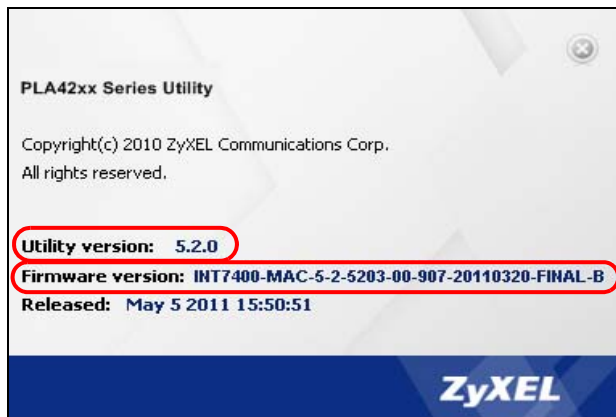 PLA42xx Series Utility
Copyright(c) 2010 ZyXEL Communications Corp.
All rights reserved.
Utility version: 5.2.0
Firmware version: INT7400-MAC-5-2-5203-00-907-20110320-FINAL-B
Released: May 5 2011 15:50:51
ZyXEL